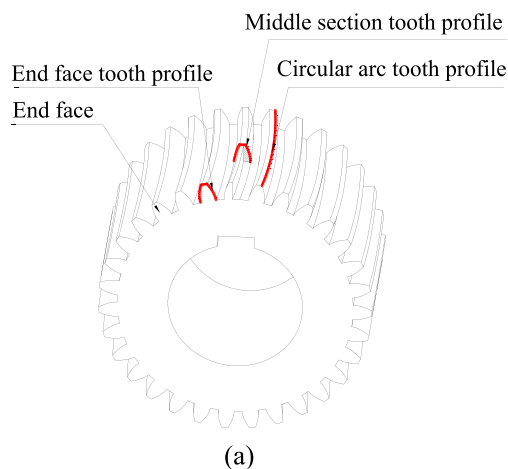 Middle section tooth profile
End face tooth profile
Circular arc tooth profile
End face
(a)